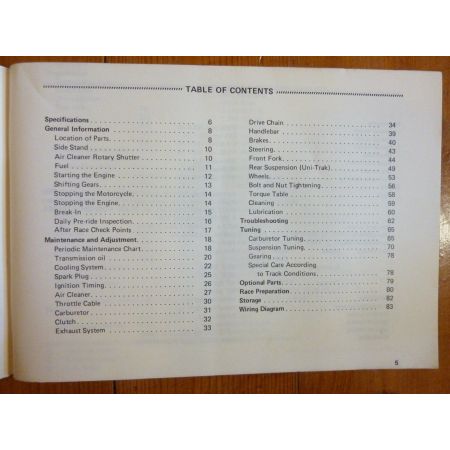 TABLE OF CONTENTS
Specifications 6
General Information 8
Location of Parts 8
Side Stand 10
Air Cleaner Rotary Shutter 10
Fuel 11
Starting the Engine 12
Shifting Gears 13
Stopping the Motorcycle 14
Stopping the Engine 14
Break-In 15
Daily Pre-ride Inspection 16
After Race Check Points 17
Maintenance and Adjustment 18
Periodic Maintenance Chart 18
Transmission oil 20
Cooling System 22
Spark Plug 25
Ignition Timing 26
Air Cleaner 27
Throttle Cable 30
Carburetor 31
Clutch 32
Exhaust System 33
Drive Chain 34
Handlebar 39
Brakes 40
Steering 43
Front Fork 44
Rear Suspension (Uni-Trak) 49
Wheels 53
Bolt and Nut Tightening 56
Torque Table 58
Cleaning 59
Lubrication 60
Troubleshooting 62
Tuning 65
Carburetor Tuning 65
Suspension Tuning 70
Gearing 76
Special Care According
to Track Conditions 78
Optional Parts 79
Race Preparation 80
Storage 82
Wiring Diagram 83
5